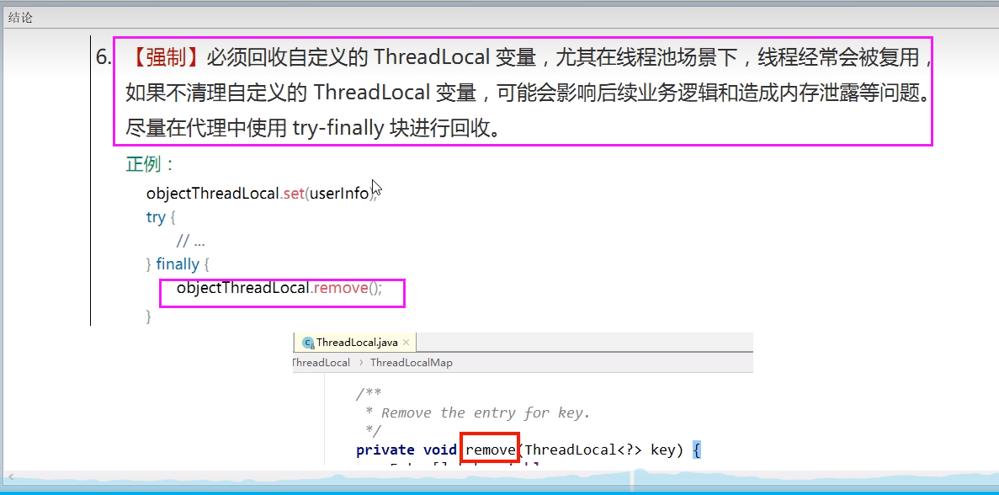 结论
6. 【强制】必须回收自定义的 ThreadLocal 变量，尤其在线程池场景下，线程经常会被复用，
如果不清理自定义的 ThreadLocal 变量，可能会影响后续业务逻辑和造成内存泄露等问题。
尽量在代理中使用 try-finally 块进行回收。
正例：
objectThreadLocal.set(userInfo);
try {
// ...
} finally {
objectThreadLocal.remove();
}
ThreadLocal.java
ThreadLocal › ThreadLocalMap
/**
* Remove the entry for key.
*/
private void remove(ThreadLocal<?> key) {